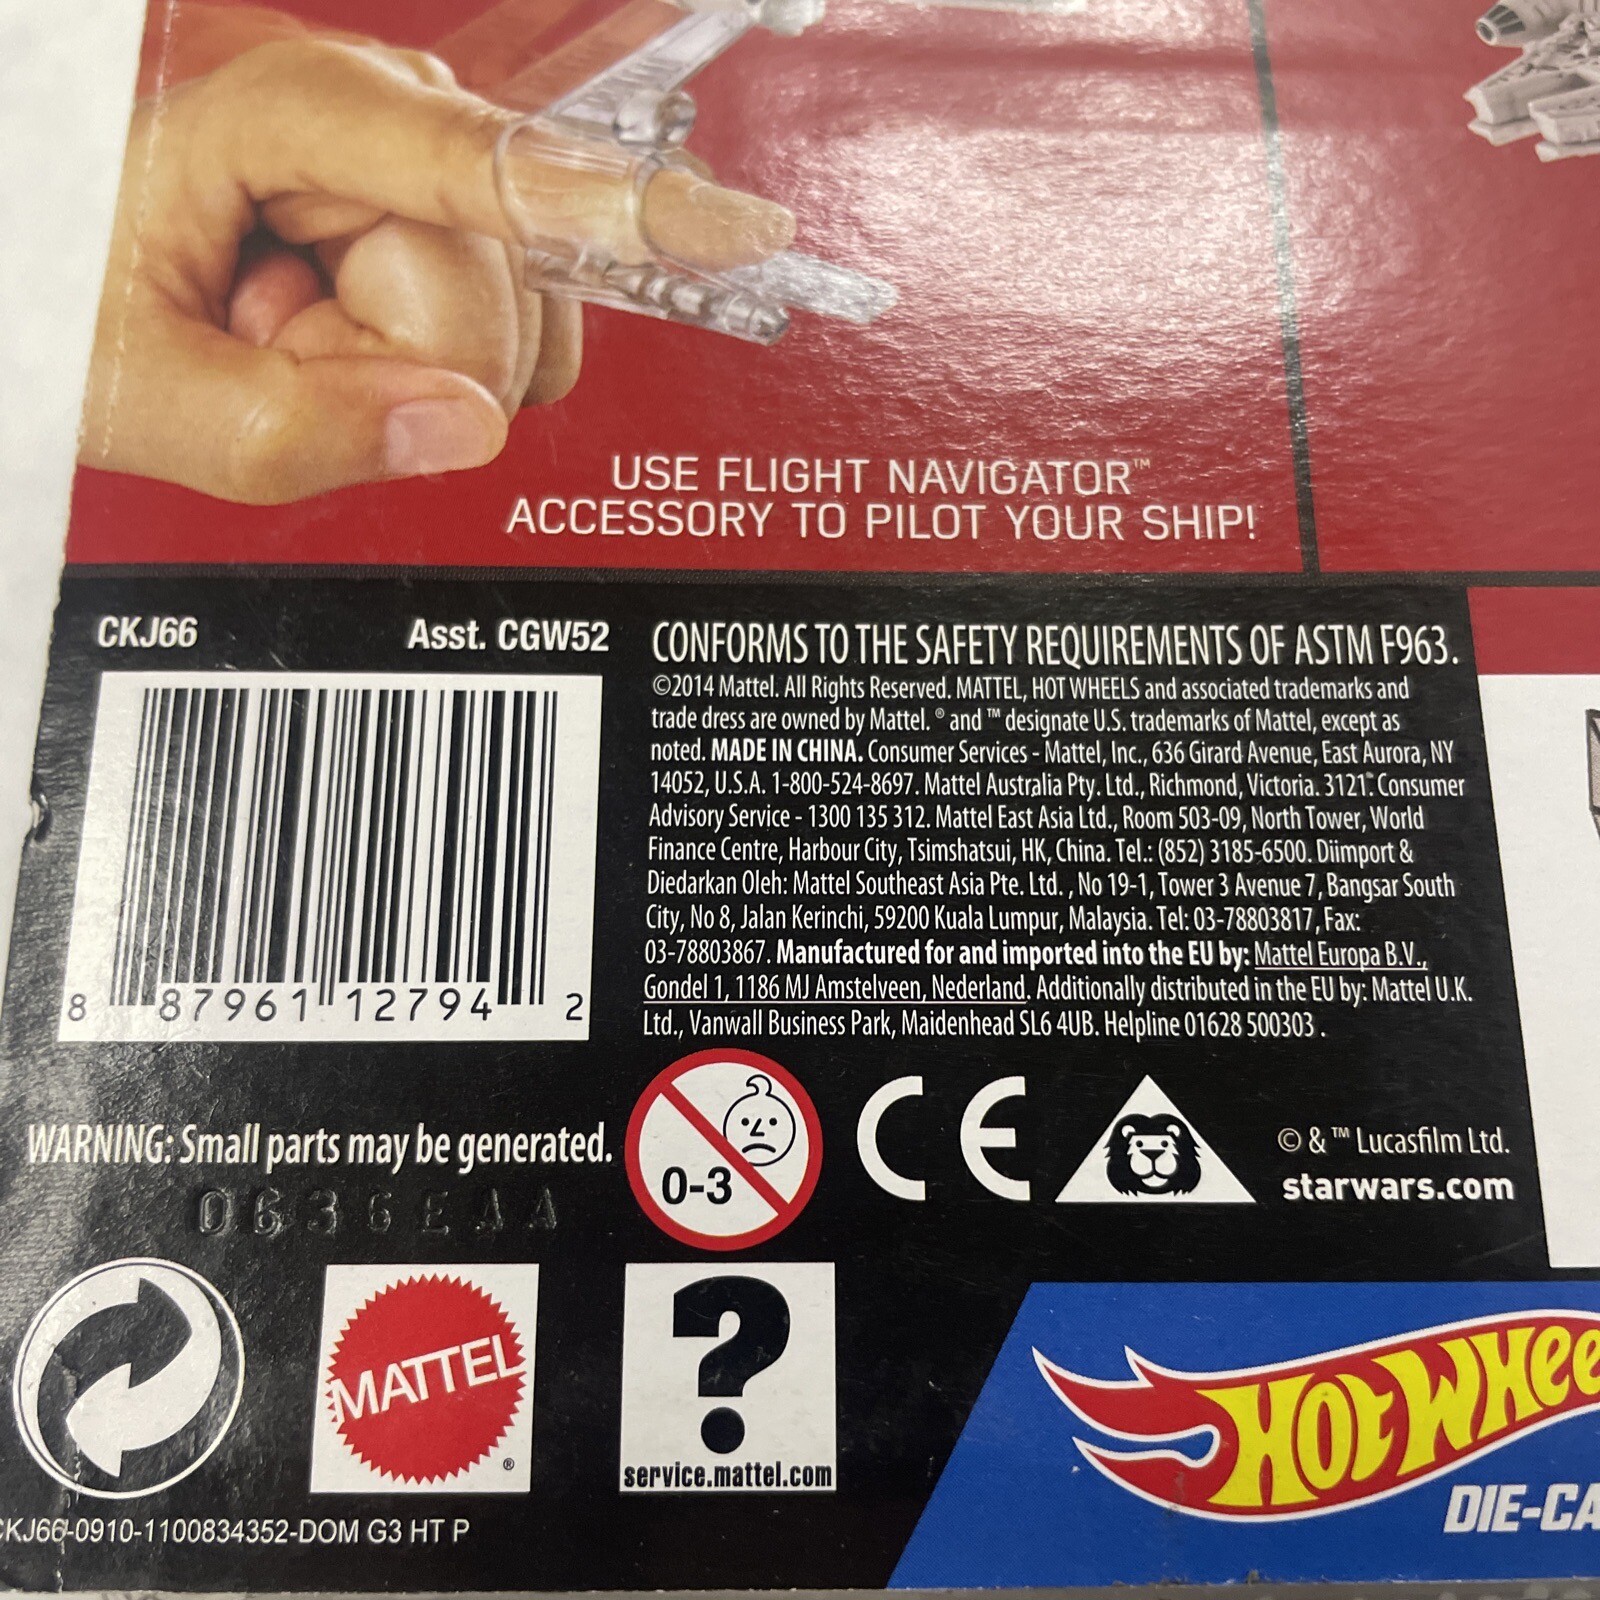 USE FLIGHT NAVIGATOR™
ACCESSORY TO PILOT YOUR SHIP!
CKJ66 Asst. CGW52
8 87961 12794 2
CONFORMS TO THE SAFETY REQUIREMENTS OF ASTM F963.
©2014 Mattel. All Rights Reserved. MATTEL, HOT WHEELS and associated trademarks and
trade dress are owned by Mattel. ® and ™ designate U.S. trademarks of Mattel, except as
noted. MADE IN CHINA. Consumer Services - Mattel, Inc., 636 Girard Avenue, East Aurora, NY
14052, U.S.A. 1-800-524-8697. Mattel Australia Pty. Ltd., Richmond, Victoria. 3121. Consumer
Advisory Service - 1300 135 312. Mattel East Asia Ltd., Room 503-09, North Tower, World
Finance Centre, Harbour City, Tsimshatsui, HK, China. Tel.: (852) 3185-6500. Diimport &
Diedarkan Oleh: Mattel Southeast Asia Pte. Ltd. , No 19-1, Tower 3 Avenue 7, Bangsar South
City, No 8, Jalan Kerinchi, 59200 Kuala Lumpur, Malaysia. Tel: 03-78803817, Fax:
03-78803867. Manufactured for and imported into the EU by: Mattel Europa B.V.,
Gondel 1, 1186 MJ Amstelveen, Nederland. Additionally distributed in the EU by: Mattel U.K.
Ltd., Vanwall Business Park, Maidenhead SL6 4UB. Helpline 01628 500303 .
WARNING: Small parts may be generated.
0636EAA
0-3
CE
© & ™ Lucasfilm Ltd.
starwars.com
MATTEL
®
?
service.mattel.com
HOT WHEE
DIE-CA
CKJ66-0910-1100834352-DOM G3 HT P